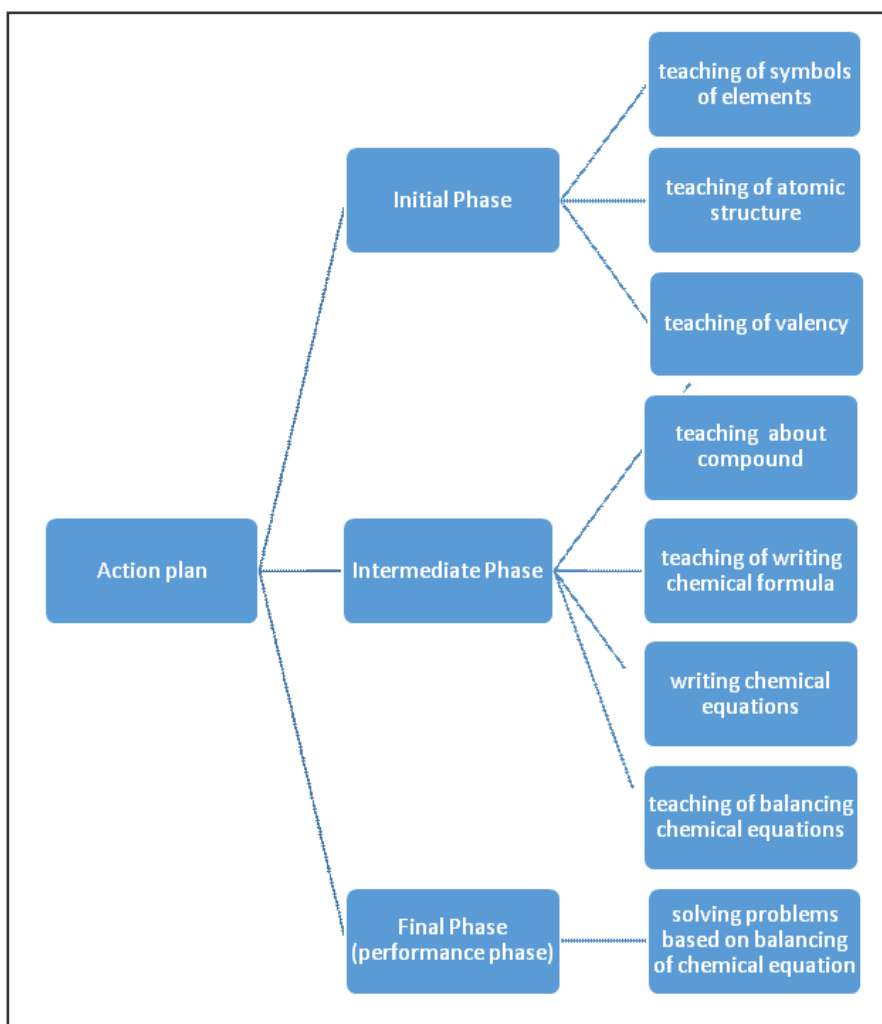 teaching of symbols
of elements
Initial Phase
teaching of atomic
structure
teaching of valency
teaching about
compound
Action plan
Intermediate Phase
teaching of writing
chemical formula
writing chemical
equations
teaching of balancing
chemical equations
Final Phase
(performance phase)
solving problems
based on balancing
of chemical equation